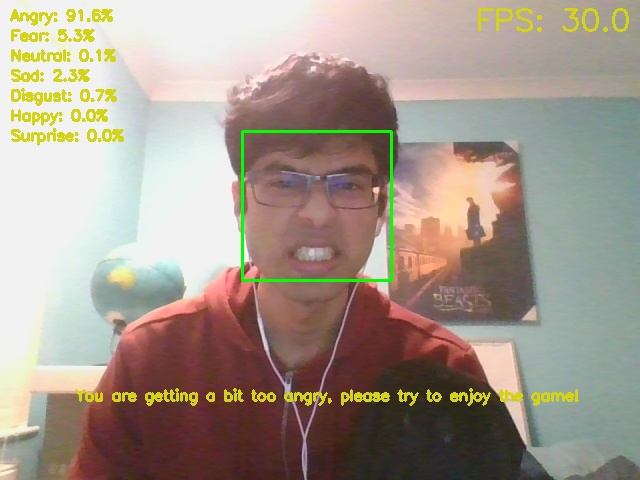 Angry: 91.6%
FPS: 30.0
Fear: 5.3%
Neutral: 0.1%
Sad: 2.3%
Disgust: 0.7%
Happy: 0.0%
Surprise: 0.0%
FANTASTIC
BEASTS
You are getting a bit too angry, please try to enjoy the game!